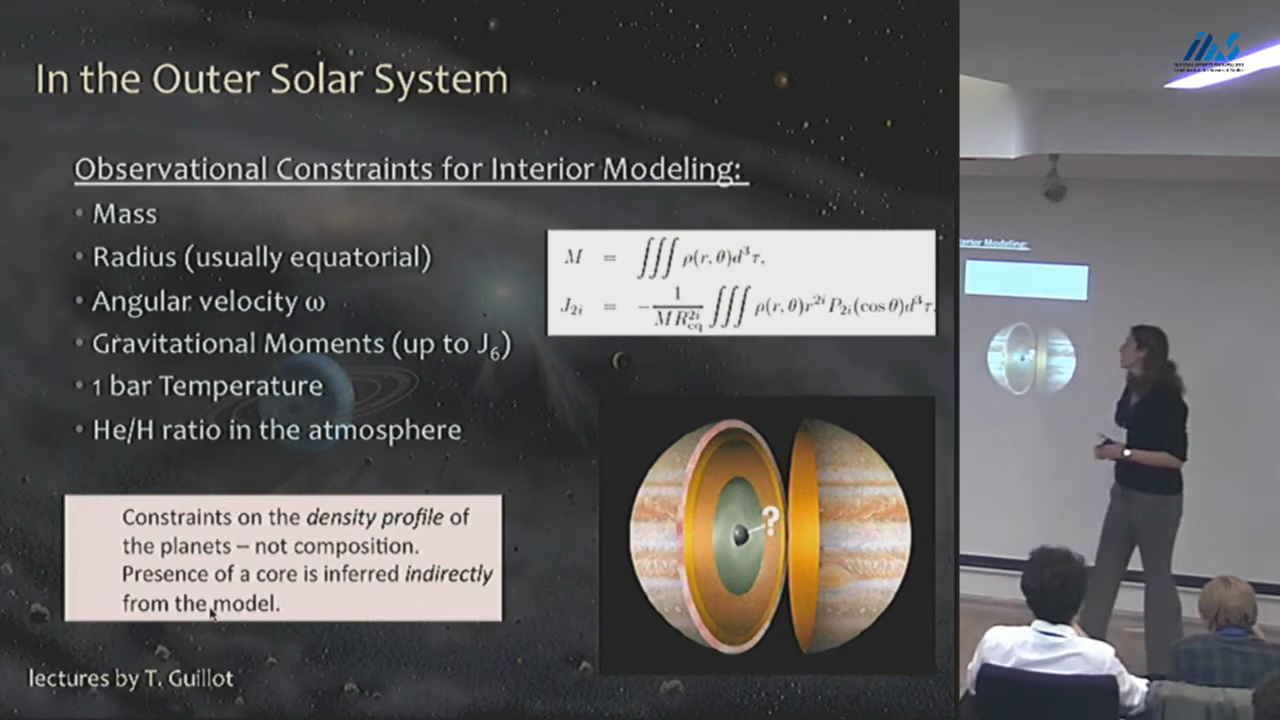 In the Outer Solar System
Observational Constraints for Interior Modeling:
• Mass
• Radius (usually equatorial)
• Angular velocity ω
• Gravitational Moments (up to J₆)
• 1 bar Temperature
• He/H ratio in the atmosphere
M = ∭ ρ(r, θ)d³τ,
J₂ᵢ = −1/(MR_eq^{2i}) ∭ ρ(r, θ)r^{2i}P₂ᵢ(cos θ)d³τ,
?
Constraints on the density profile of
the planets – not composition.
Presence of a core is inferred indirectly
from the model.
lectures by T. Guillot
Modeling: